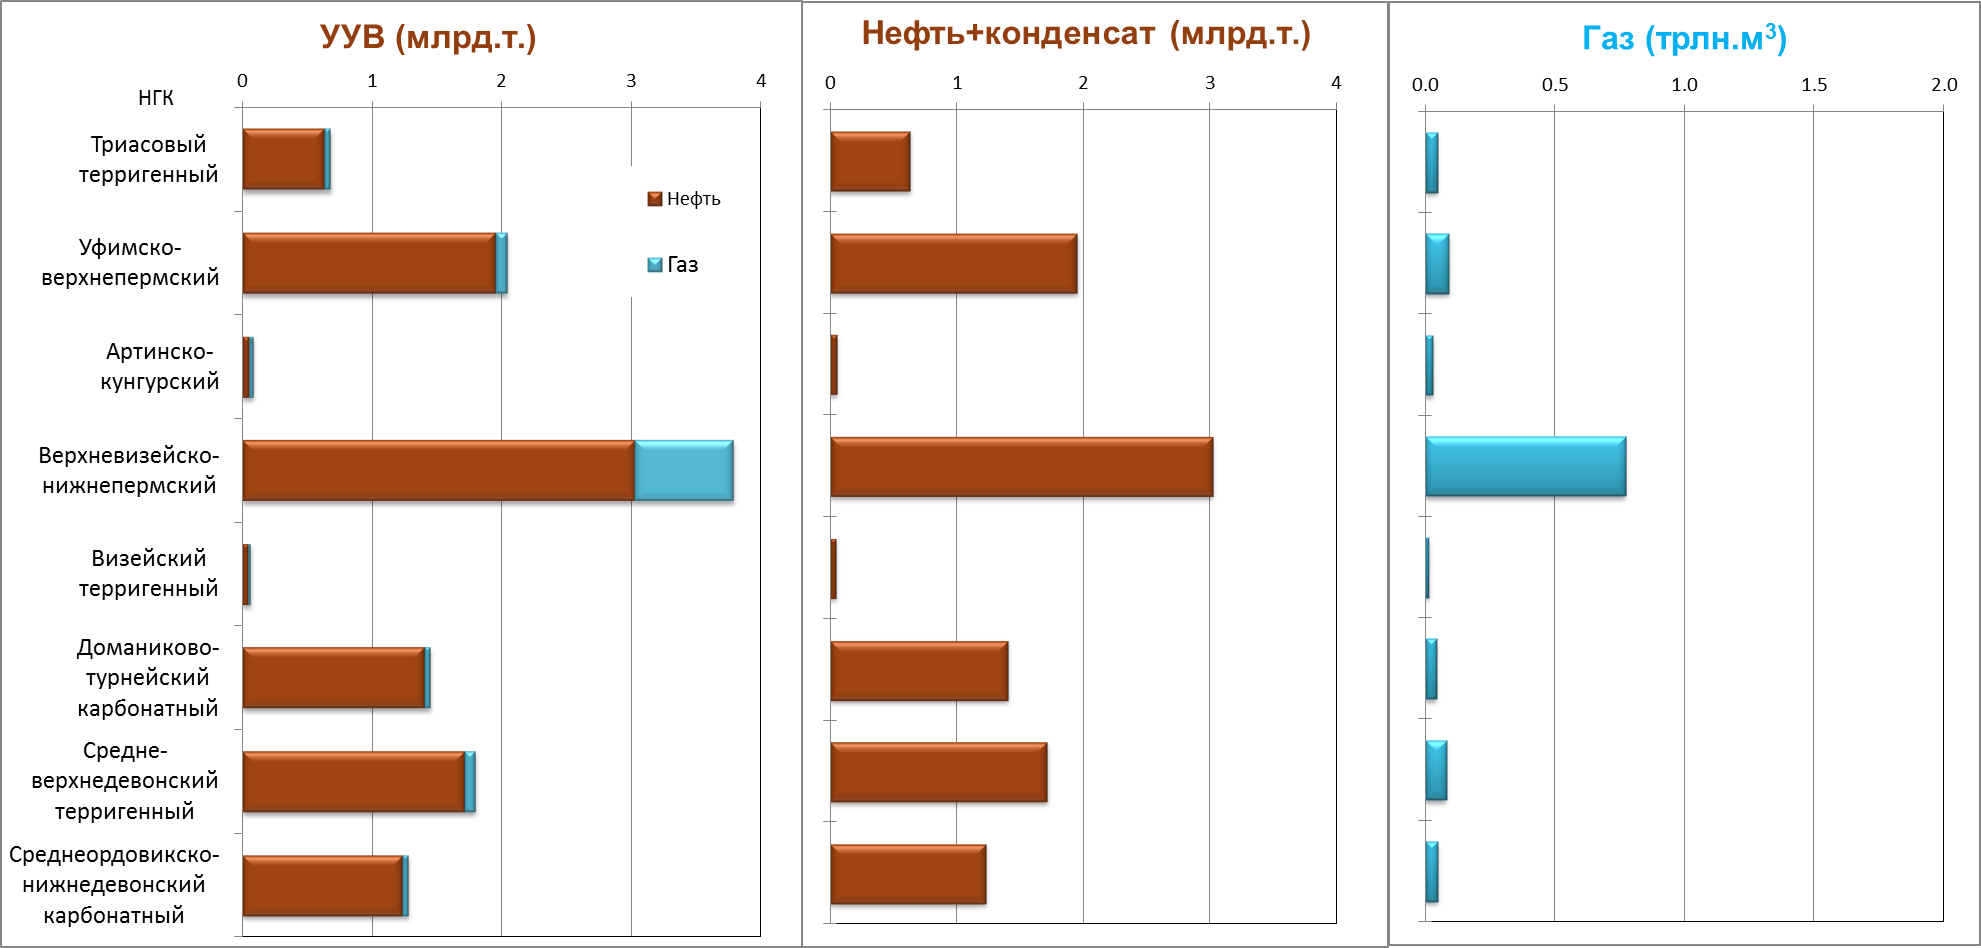 УУВ (млрд.т.)
0 1 2 3 4
НГК
Триасовый
терригенный
Уфимско-
верхнепермский
Артинско-
кунгурский
Верхневизейско-
нижнепермский
Визейский
терригенный
Доманиково-
турнейский
карбонатный
Средне-
верхнедевонский
терригенный
Среднеордовикско-
нижнедевонский
карбонатный
Нефть
Газ
Нефть+конденсат (млрд.т.)
0 1 2 3 4
Газ (трлн.м³)
0.0 0.5 1.0 1.5 2.0